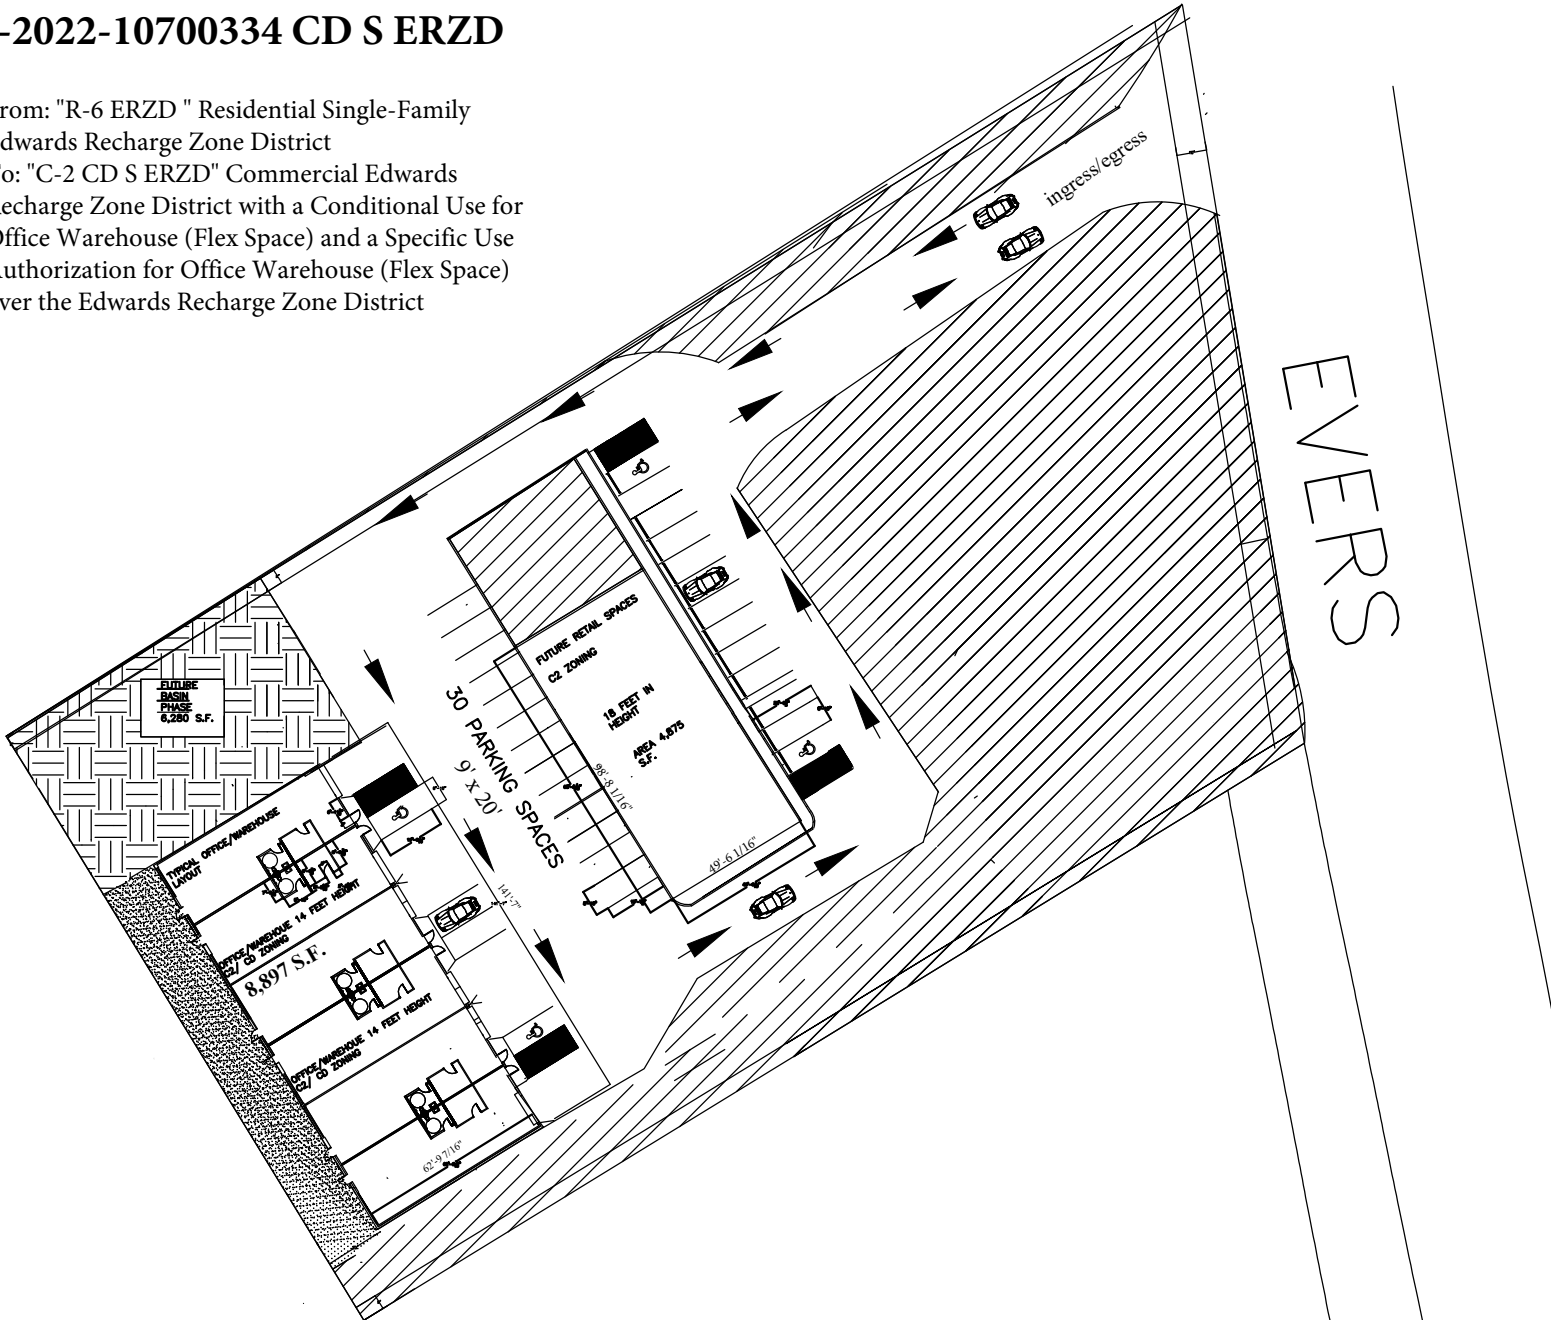 -2022-10700334 CD S ERZD
rom: "R-6 ERZD " Residential Single-Family
dwards Recharge Zone District
o: "C-2 CD S ERZD" Commercial Edwards
echarge Zone District with a Conditional Use for
ffice Warehouse (Flex Space) and a Specific Use
uthorization for Office Warehouse (Flex Space)
ver the Edwards Recharge Zone District
ingress/egress
EVERS
FUTURE RETAIL SPACES
C2 ZONING
18 FEET IN
HEIGHT
AREA 4,875
S.F.
98'-8 1/16"
49'-6 1/16"
30 PARKING SPACES
9' X 20'
FUTURE
BASIN
PHASE
6,280 S.F.
TYPICAL OFFICE/WAREHOUSE
LAYOUT
OFFICE/WAREHOUE 14 FEET HEIGHT
C2/ CD ZONING
8,897 S.F.
OFFICE/WAREHOUE 14 FEET HEIGHT
C2/ CD ZONING
141'-7"
62'-9 7/16"